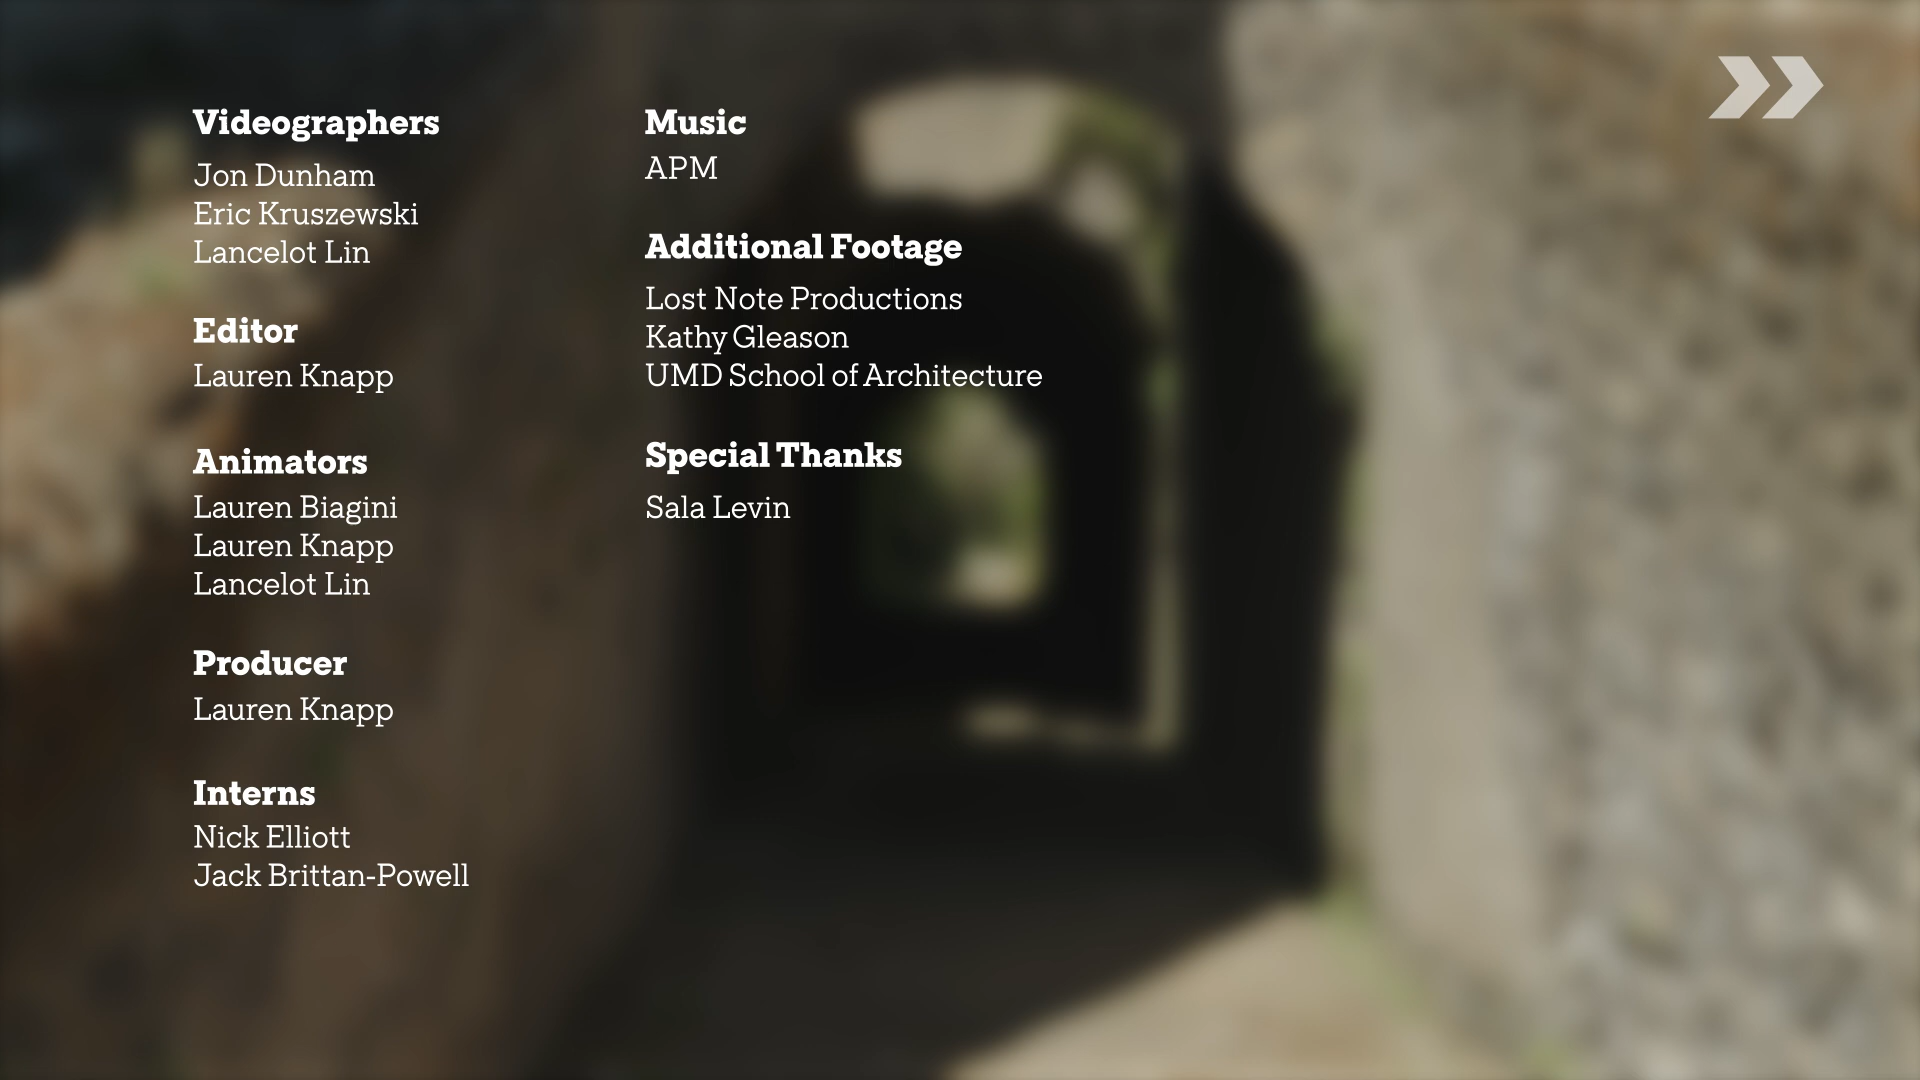 Videographers
Jon Dunham
Eric Kruszewski
Lancelot Lin
Editor
Lauren Knapp
Animators
Lauren Biagini
Lauren Knapp
Lancelot Lin
Producer
Lauren Knapp
Interns
Nick Elliott
Jack Brittan-Powell
Music
APM
Additional Footage
Lost Note Productions
Kathy Gleason
UMD School of Architecture
Special Thanks
Sala Levin